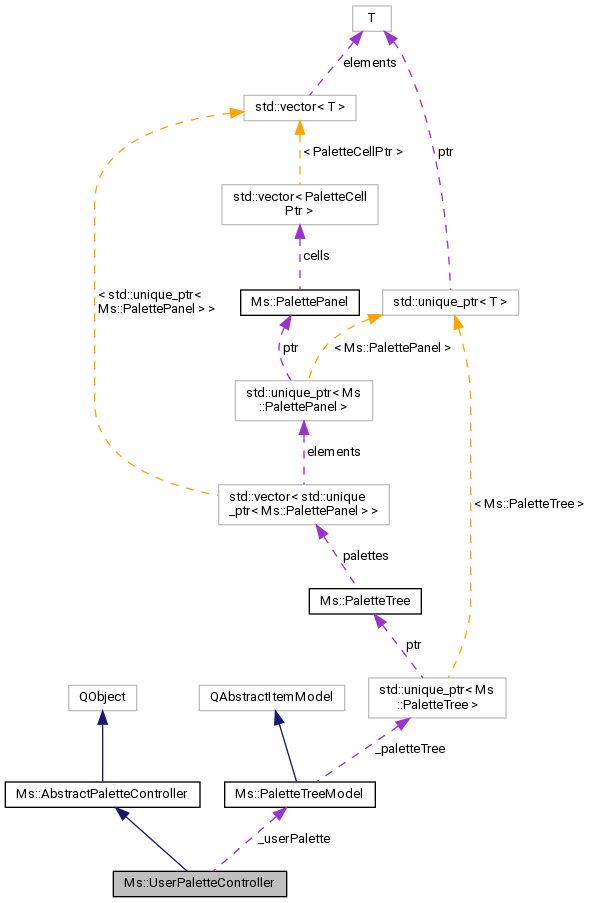 T
elements
std::vector< T >
ptr
< PaletteCellPtr >
std::vector< PaletteCell
Ptr >
cells
< std::unique_ptr<
Ms::PalettePanel > >
Ms::PalettePanel
std::unique_ptr< T >
ptr
< Ms::PalettePanel >
std::unique_ptr< Ms
::PalettePanel >
elements
std::vector< std::unique
_ptr< Ms::PalettePanel > >
< Ms::PaletteTree >
palettes
Ms::PaletteTree
ptr
QObject
QAbstractItemModel
std::unique_ptr< Ms
::PaletteTree >
_paletteTree
Ms::AbstractPaletteController
Ms::PaletteTreeModel
_userPalette
Ms::UserPaletteController